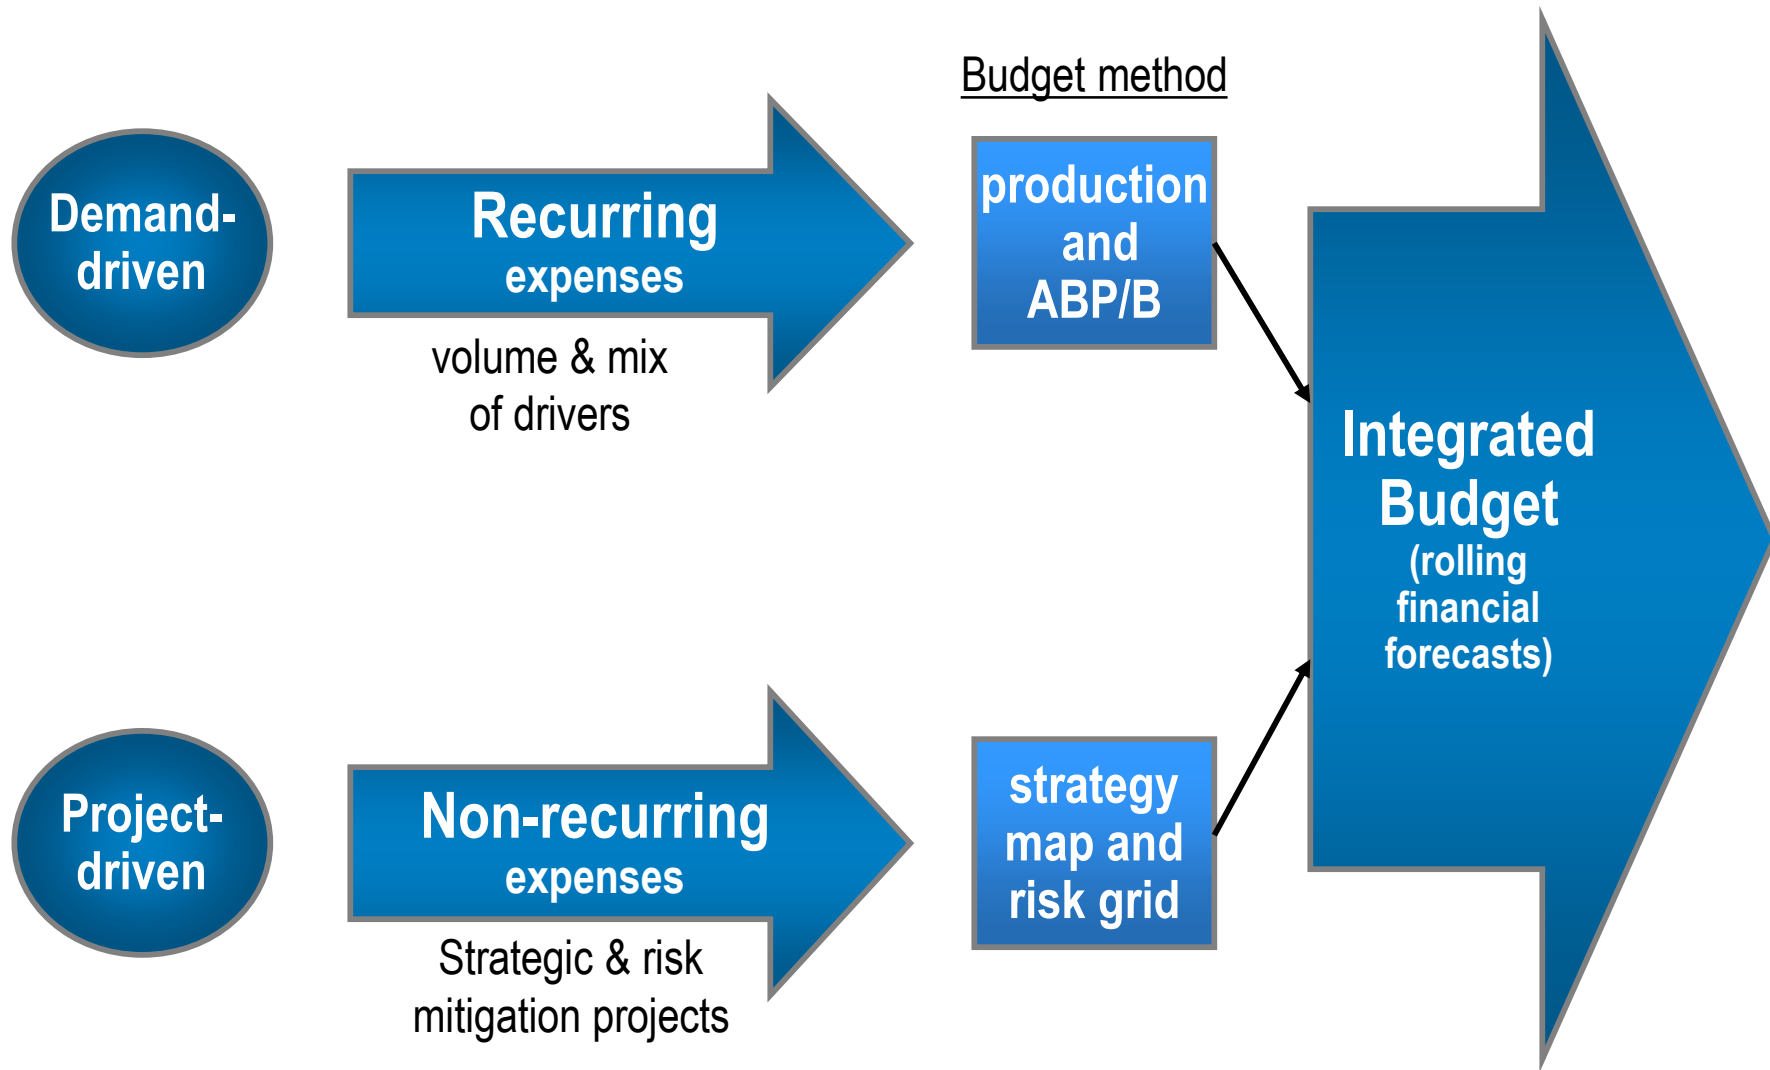 Budget method
Demand-
driven
Recurring
expenses
volume & mix
of drivers
production
and
ABP/B
Project-
driven
Non-recurring
expenses
Strategic & risk
mitigation projects
strategy
map and
risk grid
Integrated
Budget
(rolling
financial
forecasts)